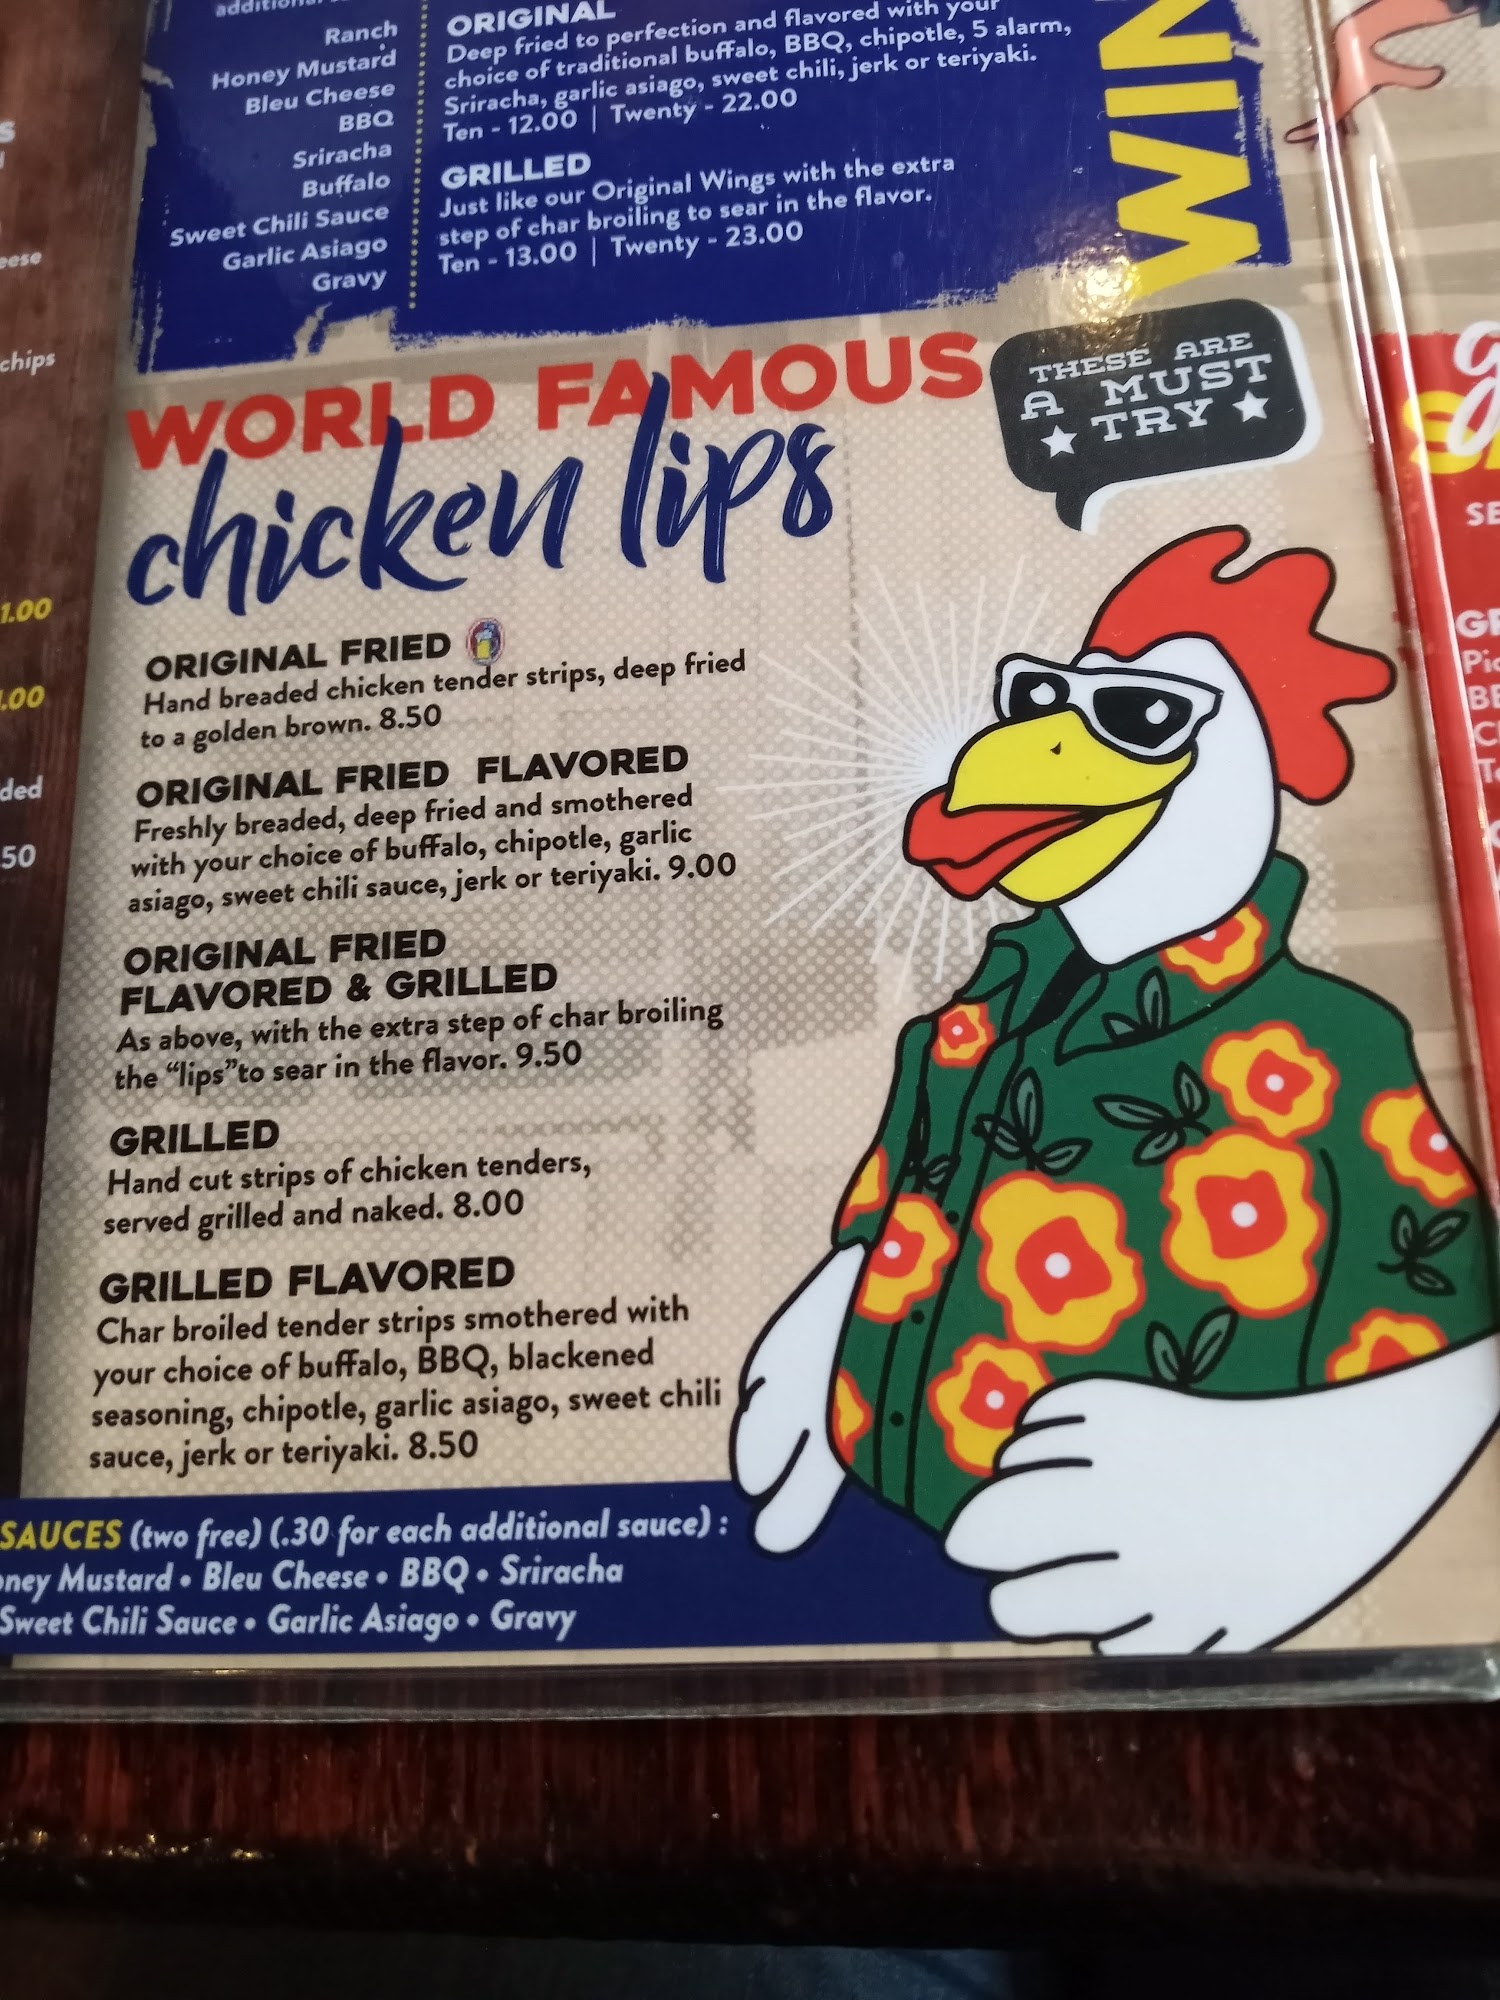 Ranch
Honey Mustard
Bleu Cheese
BBQ
Sriracha
Buffalo
Sweet Chili Sauce
Garlic Asiago
Gravy
ORIGINAL
Deep fried to perfection and flavored with your
choice of traditional buffalo, BBQ, chipotle, 5 alarm,
Sriracha, garlic asiago, sweet chili, jerk or teriyaki.
Ten - 12.00 | Twenty - 22.00
GRILLED
Just like our Original Wings with the extra
step of char broiling to sear in the flavor.
Ten - 13.00 | Twenty - 23.00
WIN
WORLD FAMOUS
chicken lips
THESE ARE
A MUST
TRY
ORIGINAL FRIED
Hand breaded chicken tender strips, deep fried
to a golden brown. 8.50
ORIGINAL FRIED FLAVORED
Freshly breaded, deep fried and smothered
with your choice of buffalo, chipotle, garlic
asiago, sweet chili sauce, jerk or teriyaki. 9.00
ORIGINAL FRIED
FLAVORED & GRILLED
As above, with the extra step of char broiling
the “lips”to sear in the flavor. 9.50
GRILLED
Hand cut strips of chicken tenders,
served grilled and naked. 8.00
GRILLED FLAVORED
Char broiled tender strips smothered with
your choice of buffalo, BBQ, blackened
seasoning, chipotle, garlic asiago, sweet chili
sauce, jerk or teriyaki. 8.50
SAUCES (two free) (.30 for each additional sauce) :
ney Mustard • Bleu Cheese • BBQ • Sriracha
Sweet Chili Sauce • Garlic Asiago • Gravy
chips
1.00
.00
ded
50